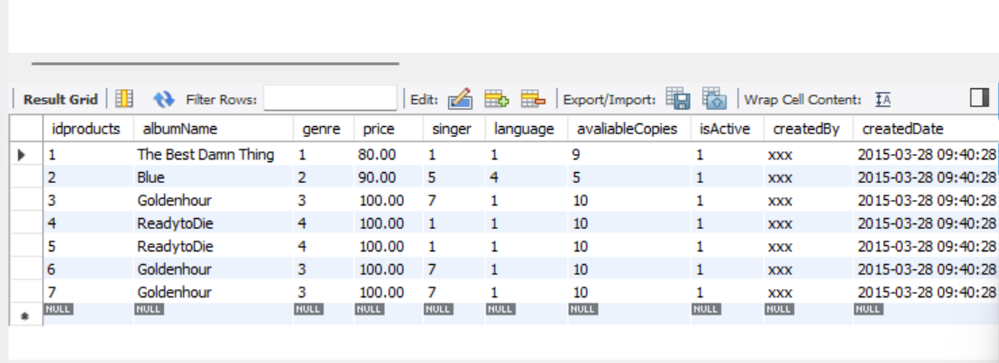 Result Grid Filter Rows: Edit: Export/Import: Wrap Cell Content: IA
idproducts albumName genre price singer language avaliableCopies isActive createdBy createdDate
1 The Best Damn Thing 1 80.00 1 1 9 1 xxx 2015-03-28 09:40:28
2 Blue 2 90.00 5 4 5 1 xxx 2015-03-28 09:40:28
3 Goldenhour 3 100.00 7 1 10 1 xxx 2015-03-28 09:40:28
4 ReadytoDie 4 100.00 1 1 10 1 xxx 2015-03-28 09:40:28
5 ReadytoDie 4 100.00 1 1 10 1 xxx 2015-03-28 09:40:28
6 Goldenhour 3 100.00 7 1 10 1 xxx 2015-03-28 09:40:28
7 Goldenhour 3 100.00 7 1 10 1 xxx 2015-03-28 09:40:28
NULL NULL NULL NULL NULL NULL NULL NULL NULL NULL